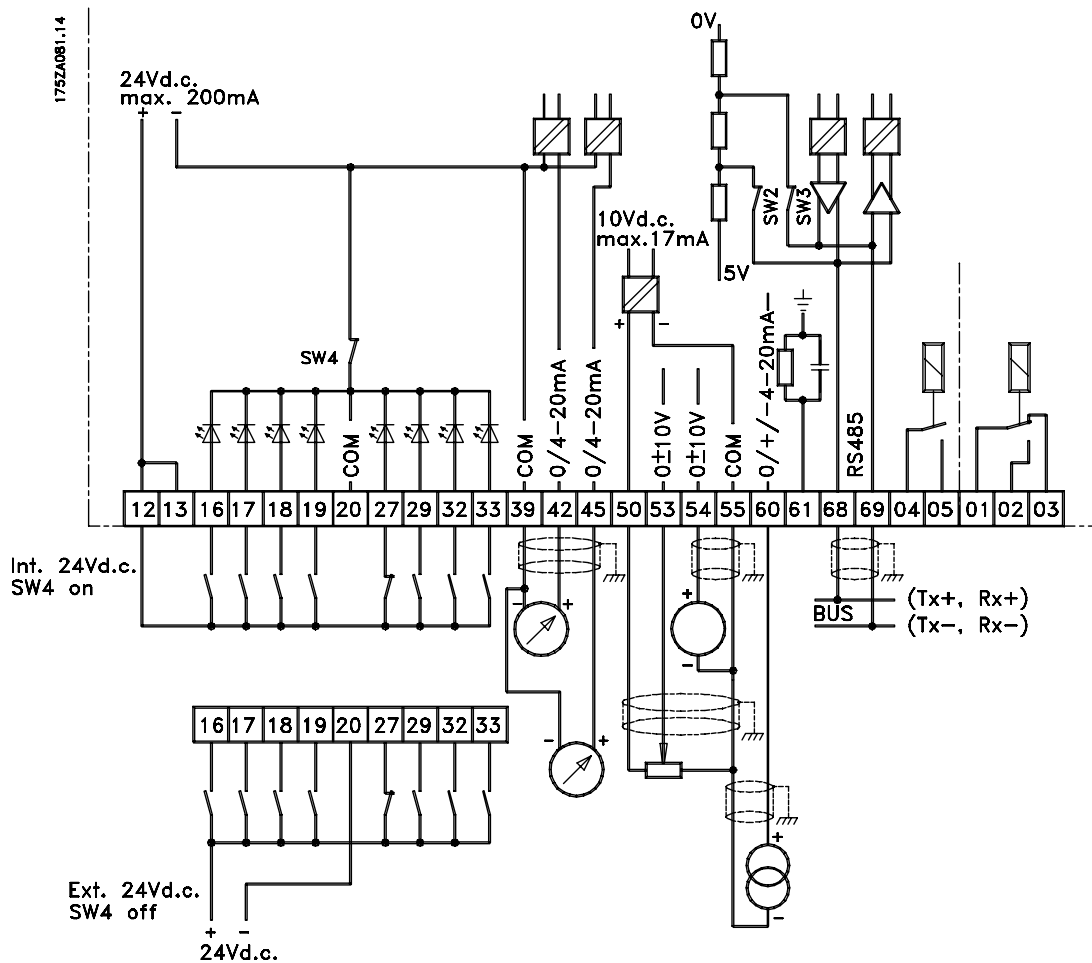 175ZA081.14
24Vd.c.
max. 200mA
+ −
0V
SW2
SW3
5V
10Vd.c.
max.17mA
+ −
SW4
COM
COM
0/4−20mA
0/4−20mA
0±10V
0±10V
COM
0/+/−4−20mA
RS485
12 13 16 17 18 19 20 27 29 32 33 39 42 45 50 53 54 55 60 61 68 69 04 05 01 02 03
Int. 24Vd.c.
SW4 on
− +
+
−
BUS
(Tx+, Rx+)
(Tx−, Rx−)
16 17 18 19 20 27 29 32 33
− +
+
−
Ext. 24Vd.c.
SW4 off
+ −
24Vd.c.